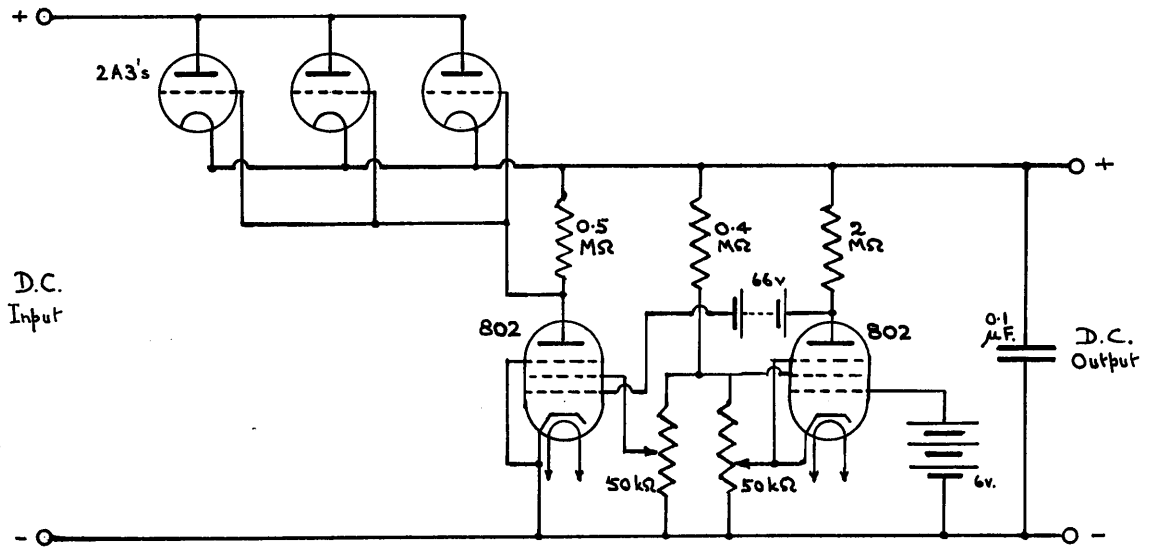 +
2A3's
+
0.5
MΩ
0.4
MΩ
2
MΩ
66v
D.C.
Input
802
802
0.1
μF.
D.C.
Output
50kΩ
50kΩ
6v.
-
-